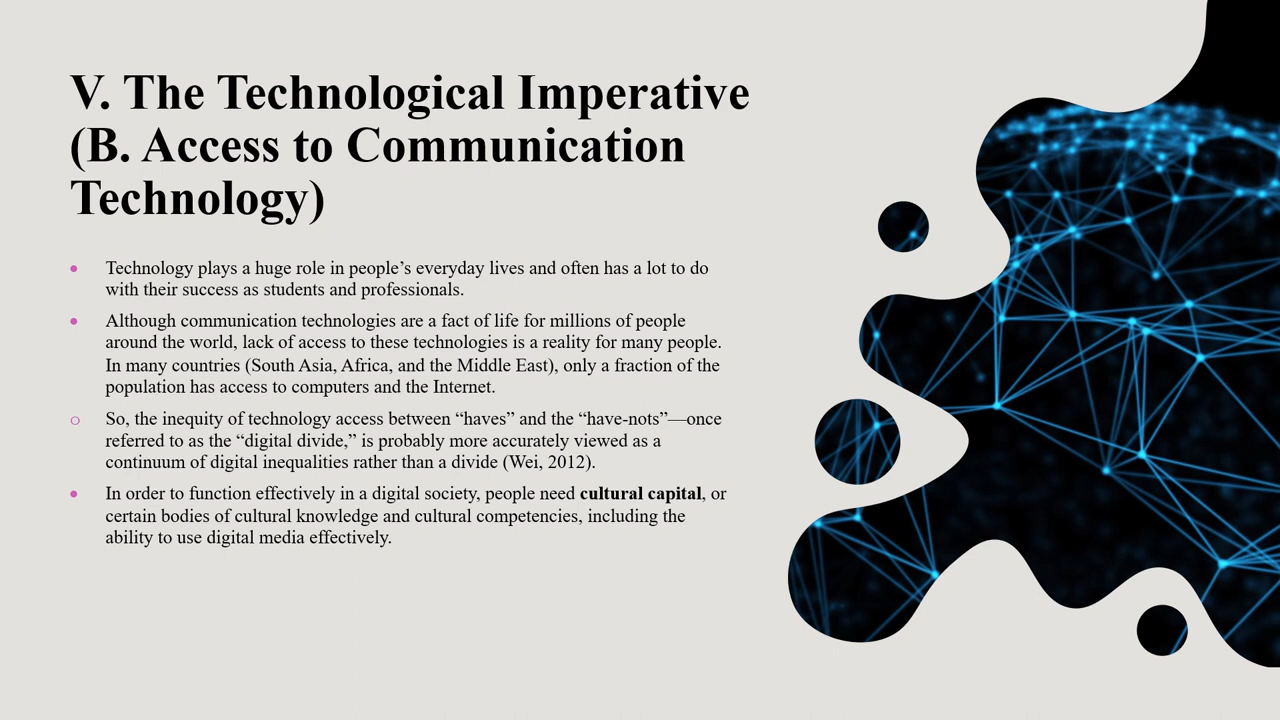 V. The Technological Imperative
(B. Access to Communication
Technology)
• Technology plays a huge role in people’s everyday lives and often has a lot to do
with their success as students and professionals.
• Although communication technologies are a fact of life for millions of people
around the world, lack of access to these technologies is a reality for many people.
In many countries (South Asia, Africa, and the Middle East), only a fraction of the
population has access to computers and the Internet.
○ So, the inequity of technology access between “haves” and the “have-nots”—once
referred to as the “digital divide,” is probably more accurately viewed as a
continuum of digital inequalities rather than a divide (Wei, 2012).
• In order to function effectively in a digital society, people need cultural capital, or
certain bodies of cultural knowledge and cultural competencies, including the
ability to use digital media effectively.